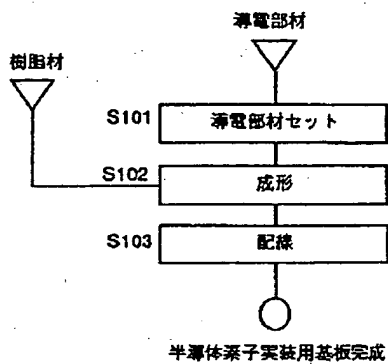 導電部材
樹脂材
S101 導電部材セット
S102 成形
S103 配線
半導体素子実装用基板完成